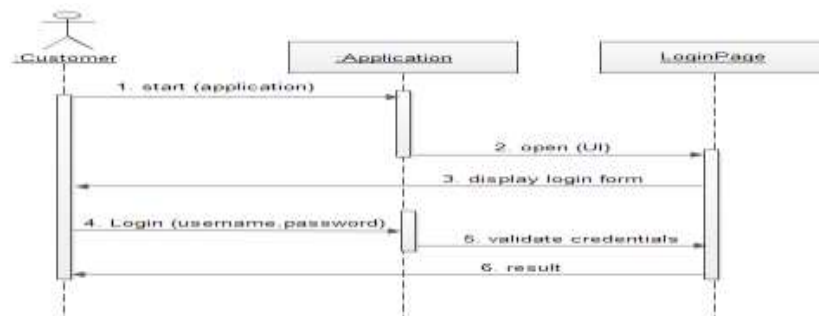 :Customer
:Application
LoginPage
1. start (application)
2. open (UI)
3. display login form
4. Login (username,password)
5. validate credentials
6. result